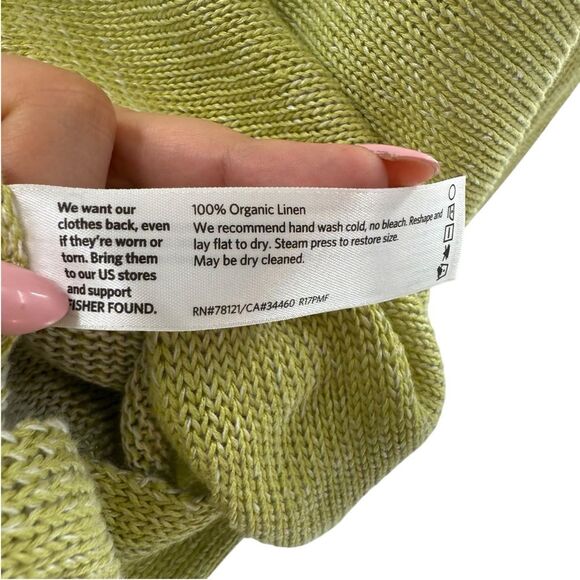 We want our
clothes back, even
if they're worn or
torn. Bring them
to our US stores
and support
FISHER FOUND.
100% Organic Linen
We recommend hand wash cold, no bleach. Reshape and
lay flat to dry. Steam press to restore size.
May be dry cleaned.
RN#78121/CA#34460 R17PMF